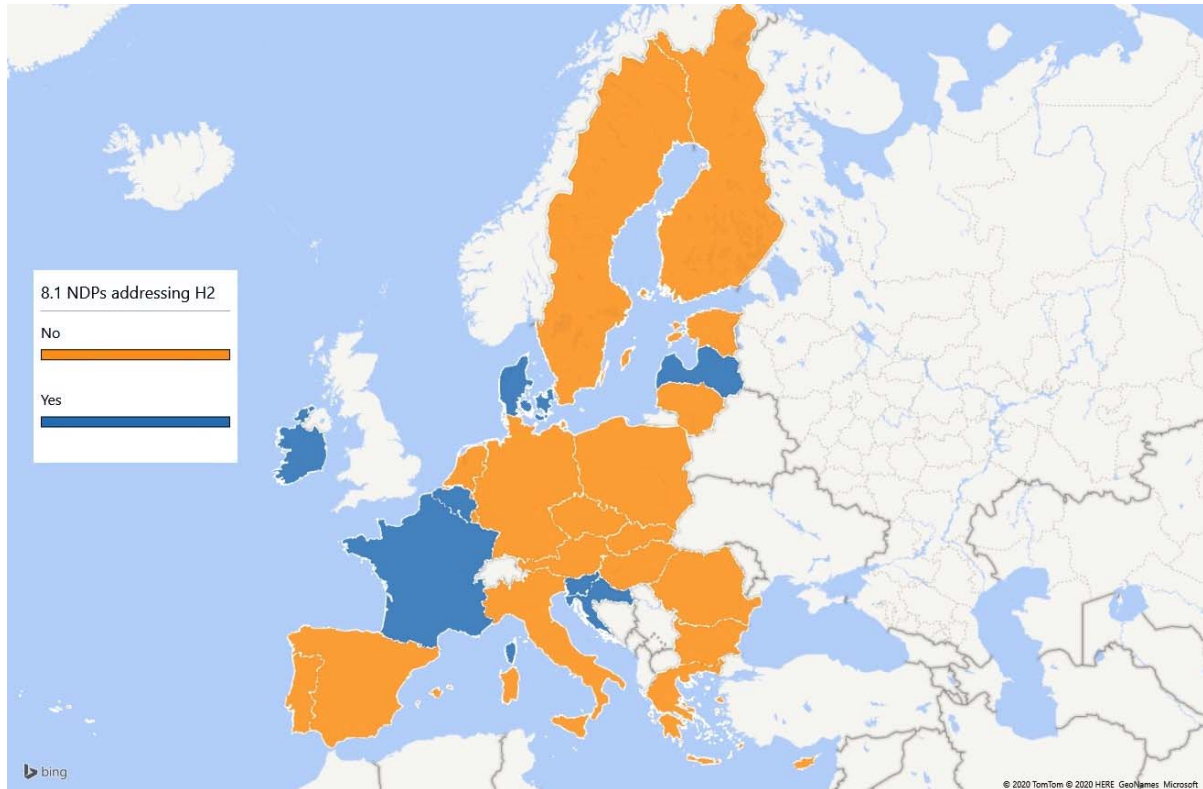 8.1 NDPs addressing H2
No
Yes
bing
© 2020 TomTom © 2020 HERE GeoNames Microsoft